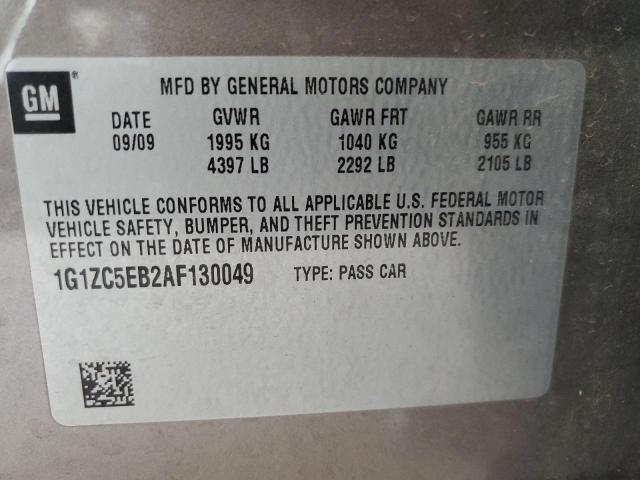 GM®
MFD BY GENERAL MOTORS COMPANY
DATE GVWR GAWR FRT GAWR RR
09/09 1995 KG 1040 KG 955 KG
4397 LB 2292 LB 2105 LB
THIS VEHICLE CONFORMS TO ALL APPLICABLE U.S. FEDERAL MOTOR
VEHICLE SAFETY, BUMPER, AND THEFT PREVENTION STANDARDS IN
EFFECT ON THE DATE OF MANUFACTURE SHOWN ABOVE.
1G1ZC5EB2AF130049 TYPE: PASS CAR